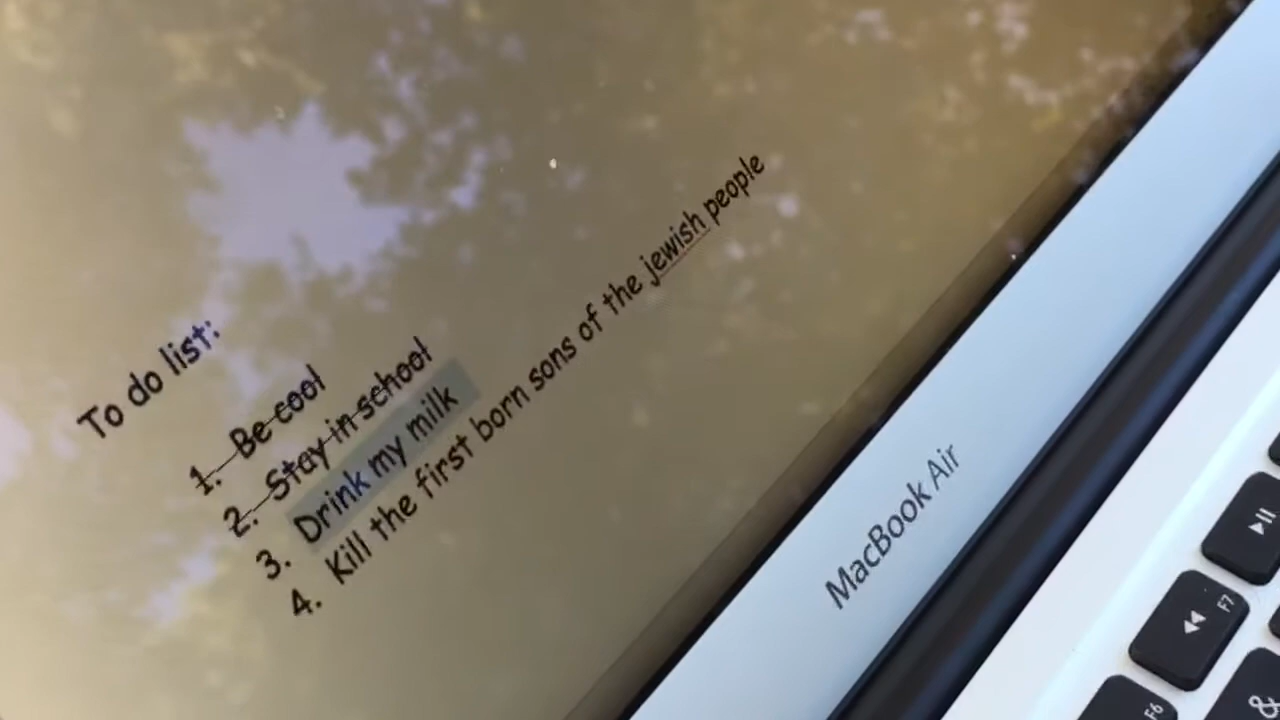 To do list:
1. Be cool
2. Stay in school
3. Drink my milk
4. Kill the first born sons of the jewish people
MacBook Air
F7
F6
&